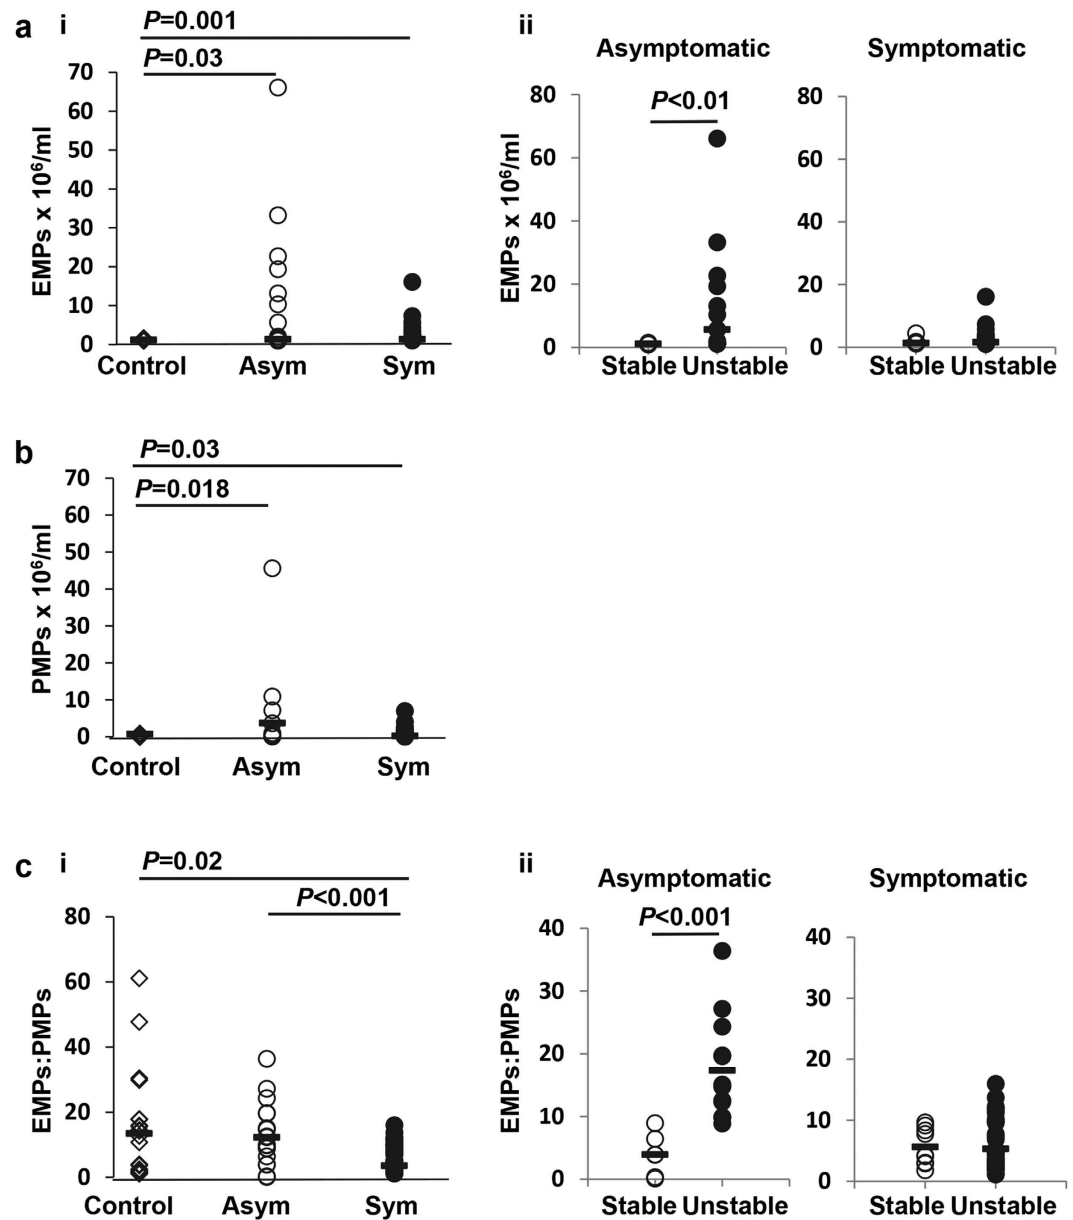 a i
P=0.001
P=0.03
EMPs x 10⁶/ml
70
60
50
40
30
20
10
0
Control Asym Sym
ii
Asymptomatic Symptomatic
P<0.01
EMPs x 10⁶/ml
80
60
40
20
0
Stable Unstable
80
60
40
20
0
Stable Unstable
b
P=0.03
P=0.018
PMPs x 10⁶/ml
70
60
50
40
30
20
10
0
Control Asym Sym
c i
P=0.02
P<0.001
EMPs:PMPs
80
60
40
20
0
Control Asym Sym
ii
Asymptomatic Symptomatic
P<0.001
EMPs:PMPs
40
30
20
10
0
Stable Unstable
40
30
20
10
0
Stable Unstable